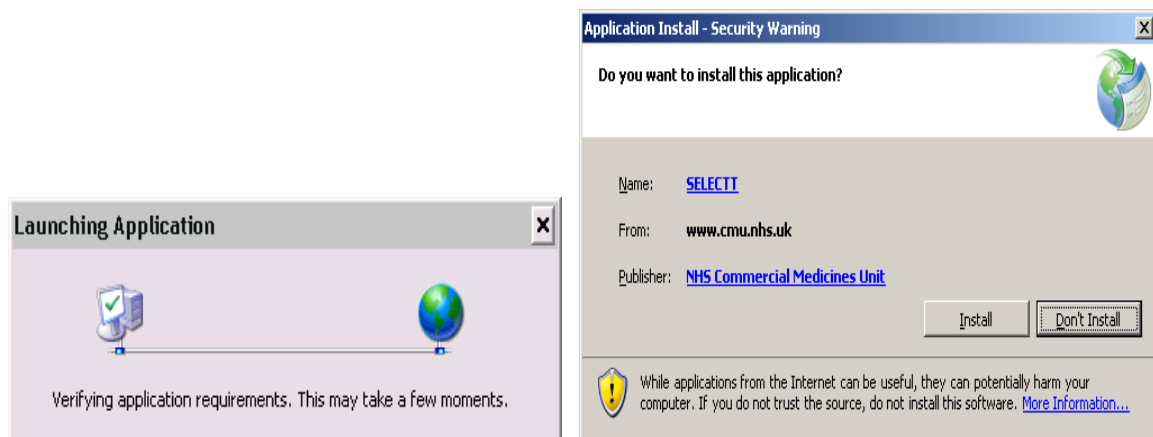 Launching Application
Verifying application requirements. This may take a few moments.
Application Install - Security Warning
Do you want to install this application?
Name: SELECTT
From: www.cmu.nhs.uk
Publisher: NHS Commercial Medicines Unit
Install Don't Install
While applications from the Internet can be useful, they can potentially harm your
computer. If you do not trust the source, do not install this software. More Information...